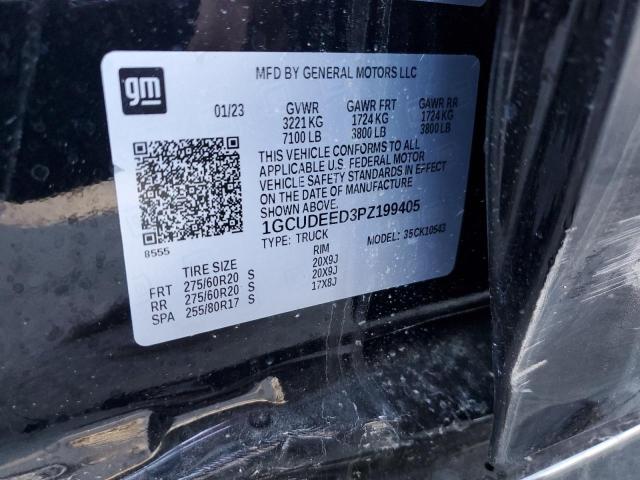 gm
MFD BY GENERAL MOTORS LLC
01/23 GVWR GAWR FRT GAWR RR
3221 KG 1724 KG 1724 KG
7100 LB 3800 LB 3800 LB
THIS VEHICLE CONFORMS TO ALL
APPLICABLE U.S. FEDERAL MOTOR
VEHICLE SAFETY STANDARDS IN EFFECT
ON THE DATE OF MANUFACTURE
1GCUDEED3PZ199405
TYPE: TRUCK MODEL: 35CK10543
8555
TIRE SIZE RIM
FRT 275/60R20 S 20X9J
RR 275/60R20 S 20X9J
SPA 255/80R17 S 17X8J